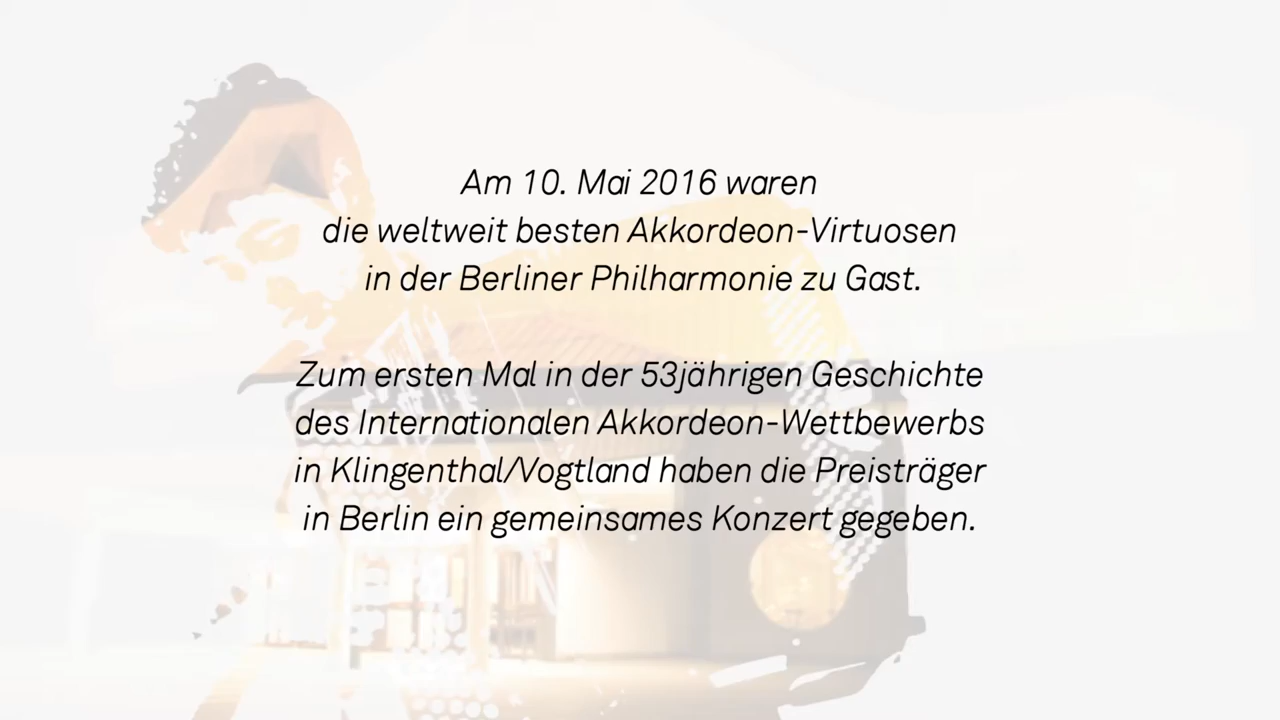 Am 10. Mai 2016 waren
die weltweit besten Akkordeon-Virtuosen
in der Berliner Philharmonie zu Gast.
Zum ersten Mal in der 53jährigen Geschichte
des Internationalen Akkordeon-Wettbewerbs
in Klingenthal/Vogtland haben die Preisträger
in Berlin ein gemeinsames Konzert gegeben.